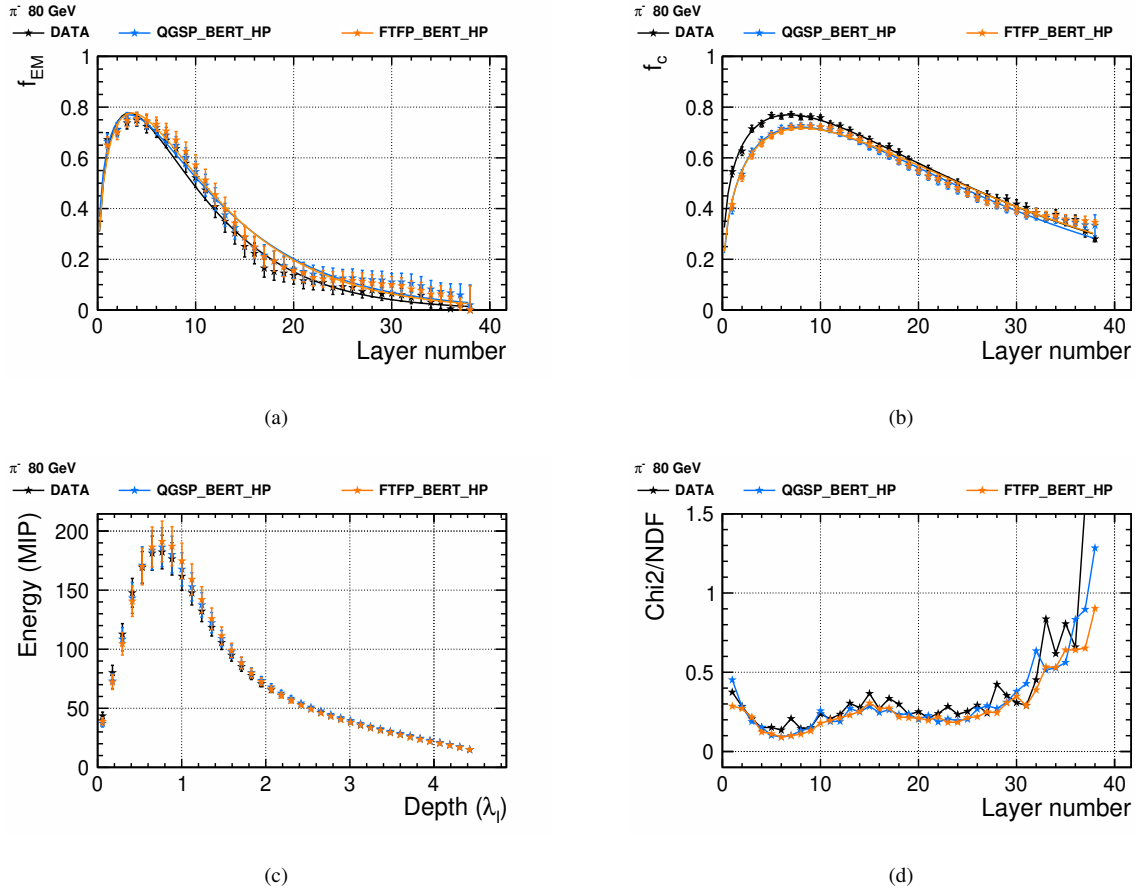 π- 80 GeV
DATA QGSP_BERT_HP FTFP_BERT_HP
f_EM
1
0.8
0.6
0.4
0.2
0
0 10 20 30 40
Layer number
(a)
π- 80 GeV
DATA QGSP_BERT_HP FTFP_BERT_HP
f_c
1
0.8
0.6
0.4
0.2
0
0 10 20 30 40
Layer number
(b)
π- 80 GeV
DATA QGSP_BERT_HP FTFP_BERT_HP
Energy (MIP)
200
150
100
50
0
0 1 2 3 4
Depth (λ_I)
(c)
π- 80 GeV
DATA QGSP_BERT_HP FTFP_BERT_HP
Chi2/NDF
1.5
1
0.5
0
0 10 20 30 40
Layer number
(d)